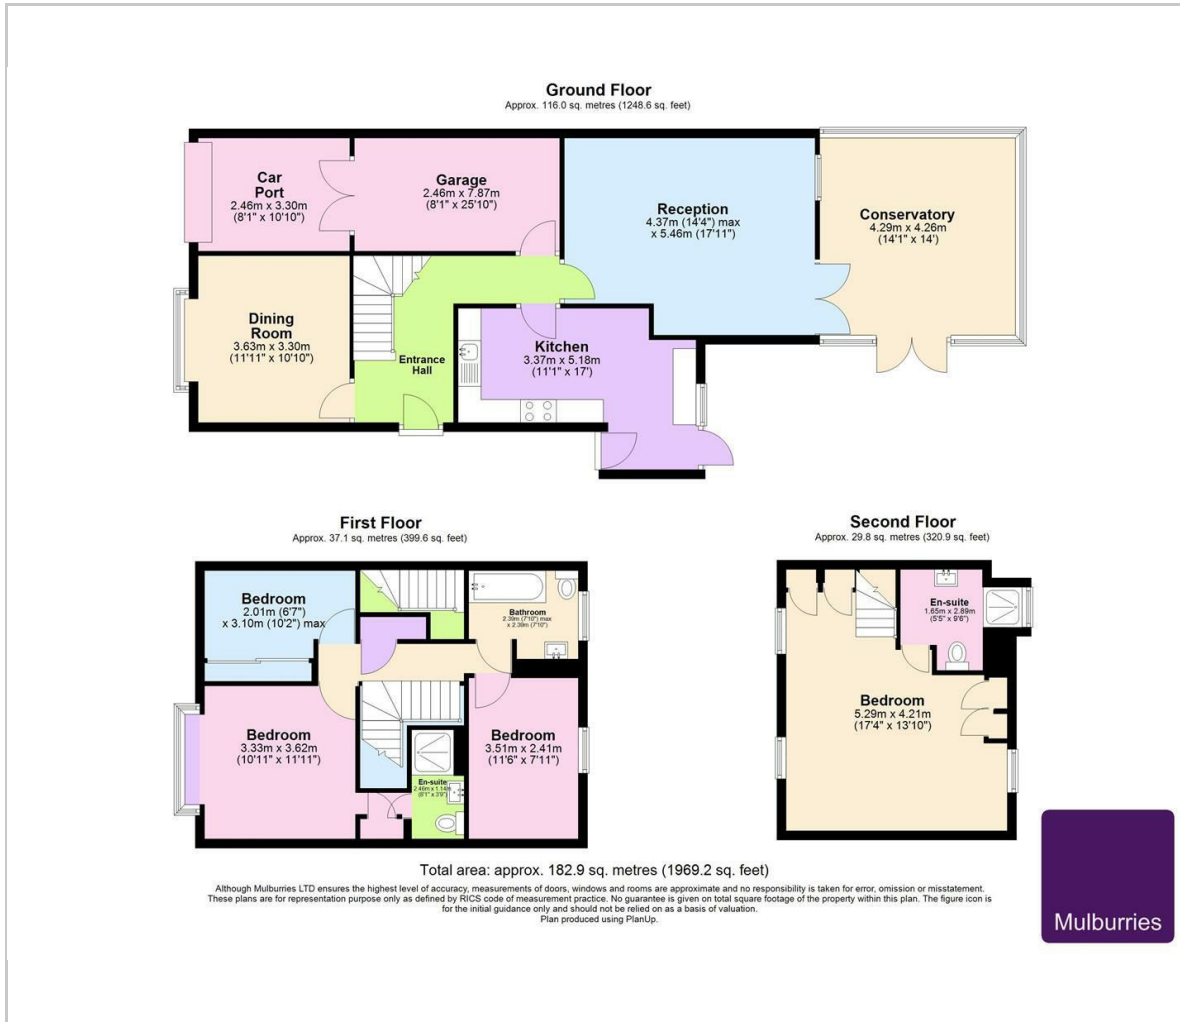 Ground Floor
Approx. 116.0 sq. metres (1248.6 sq. feet)
Car
Port
2.46m x 3.30m
(8'1" x 10'10")
Garage
2.46m x 7.87m
(8'1" x 25'10")
Reception
4.37m (14'4") max
x 5.46m (17'11")
Conservatory
4.29m x 4.26m
(14'1" x 14')
Dining
Room
3.63m x 3.30m
(11'11" x 10'10")
Entrance
Hall
Kitchen
3.37m x 5.18m
(11'1" x 17')
First Floor
Approx. 37.1 sq. metres (399.6 sq. feet)
Bedroom
2.01m (6'7")
x 3.10m (10'2") max
Bathroom
2.39m (7'10") max
x 2.39m (7'10")
Bedroom
3.33m x 3.62m
(10'11" x 11'11")
En-suite
2.46m x 1.14m
(8'1" x 3'9")
Bedroom
3.51m x 2.41m
(11'6" x 7'11")
Second Floor
Approx. 29.8 sq. metres (320.9 sq. feet)
En-suite
1.65m x 2.89m
(5'5" x 9'6")
Bedroom
5.29m x 4.21m
(17'4" x 13'10")
Total area: approx. 182.9 sq. metres (1969.2 sq. feet)
Although Mulburries LTD ensures the highest level of accuracy, measurements of doors, windows and rooms are approximate and no responsibility is taken for error, omission or misstatement.
These plans are for representation purpose only as defined by RICS code of measurement practice. No guarantee is given on total square footage of the property within this plan. The figure icon is
for the initial guidance only and should not be relied on as a basis of valuation.
Plan produced using PlanUp.
Mulburries